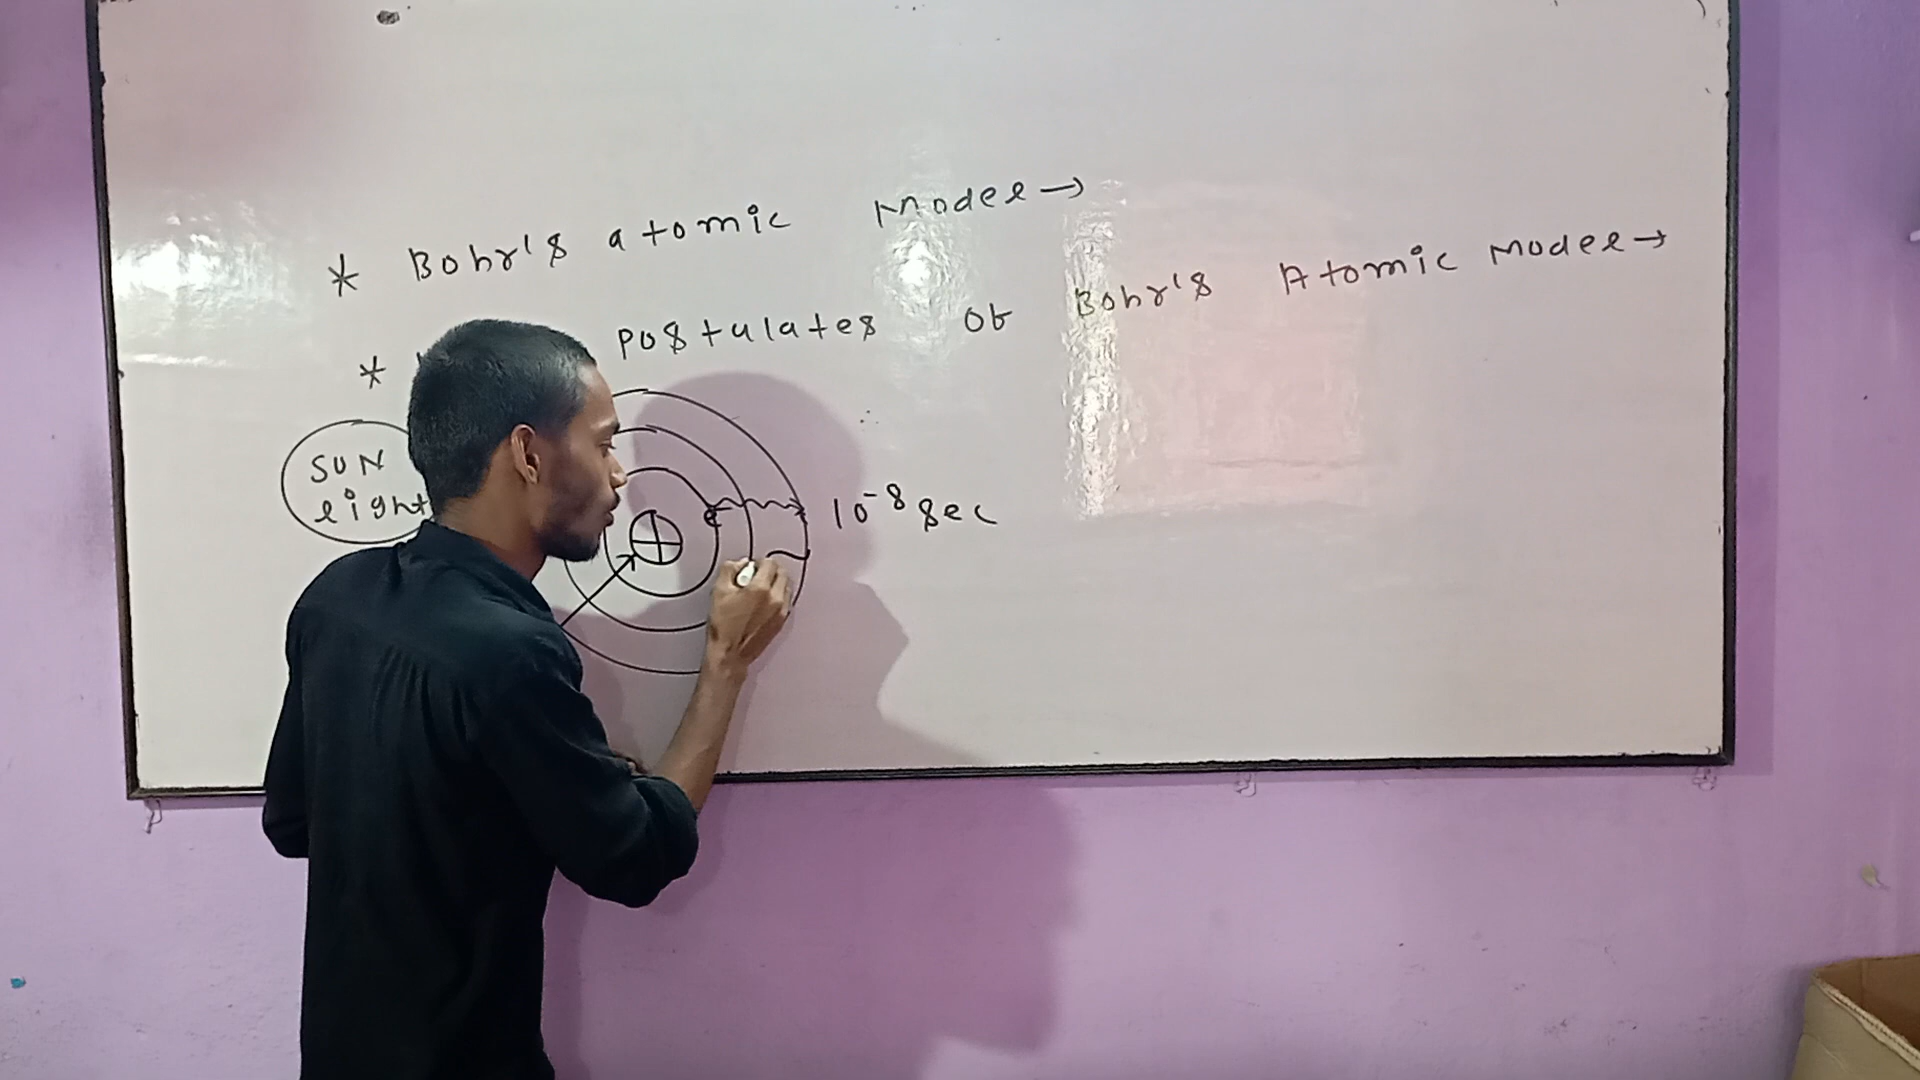 * Bohr's atomic Model →
* postulates of Bohr's Atomic Model →
SUN
light
e
10⁻⁸ sec